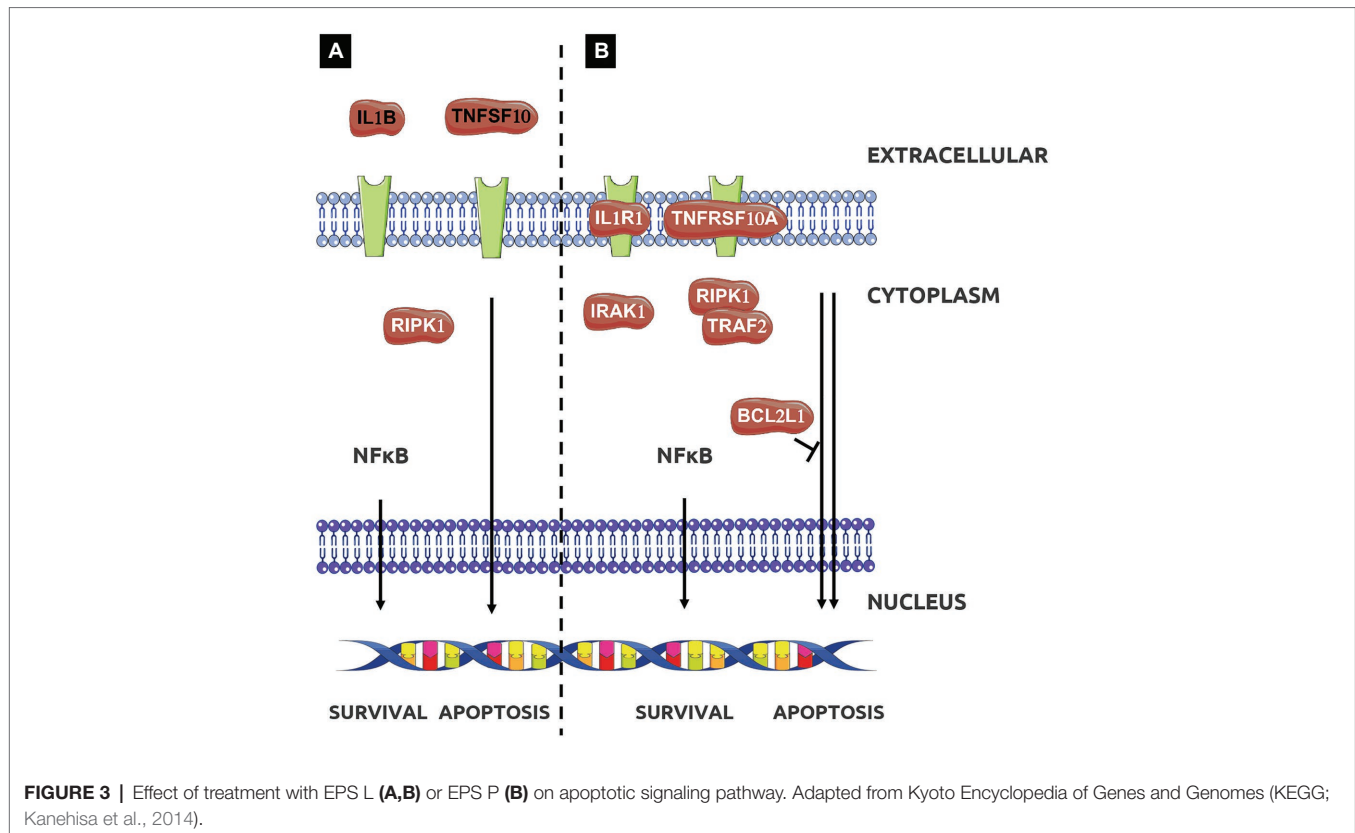 A
B
IL1B
TNFSF10
EXTRACELLULAR
IL1R1
TNFRSF10A
CYTOPLASM
RIPK1
IRAK1
RIPK1
TRAF2
BCL2L1
NFκB
NFκB
NUCLEUS
SURVIVAL APOPTOSIS
SURVIVAL
APOPTOSIS
FIGURE 3 | Effect of treatment with EPS L (A,B) or EPS P (B) on apoptotic signaling pathway. Adapted from Kyoto Encyclopedia of Genes and Genomes (KEGG;
Kanehisa et al., 2014).